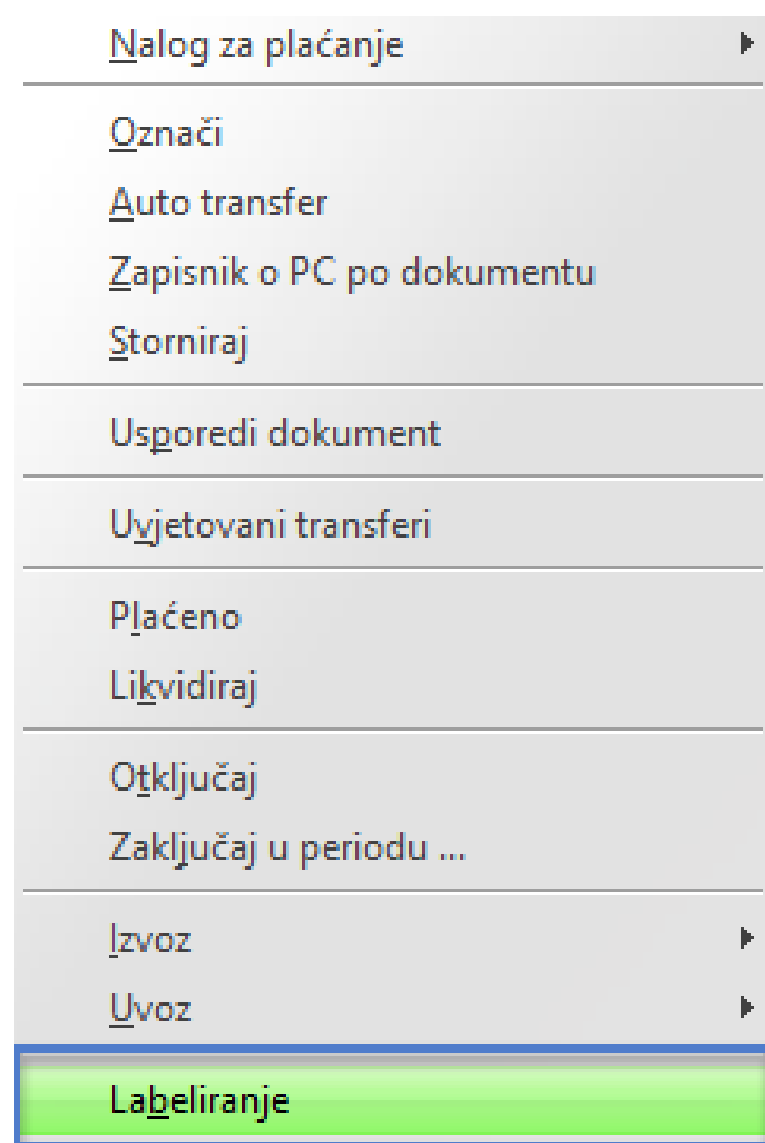 Nalog za plaćanje
Označi
Auto transfer
Zapisnik o PC po dokumentu
Storniraj
Usporedi dokument
Uvjetovani transferi
Plaćeno
Likvidiraj
Otključaj
Zaključaj u periodu ...
Izvoz
Uvoz
Labeliranje